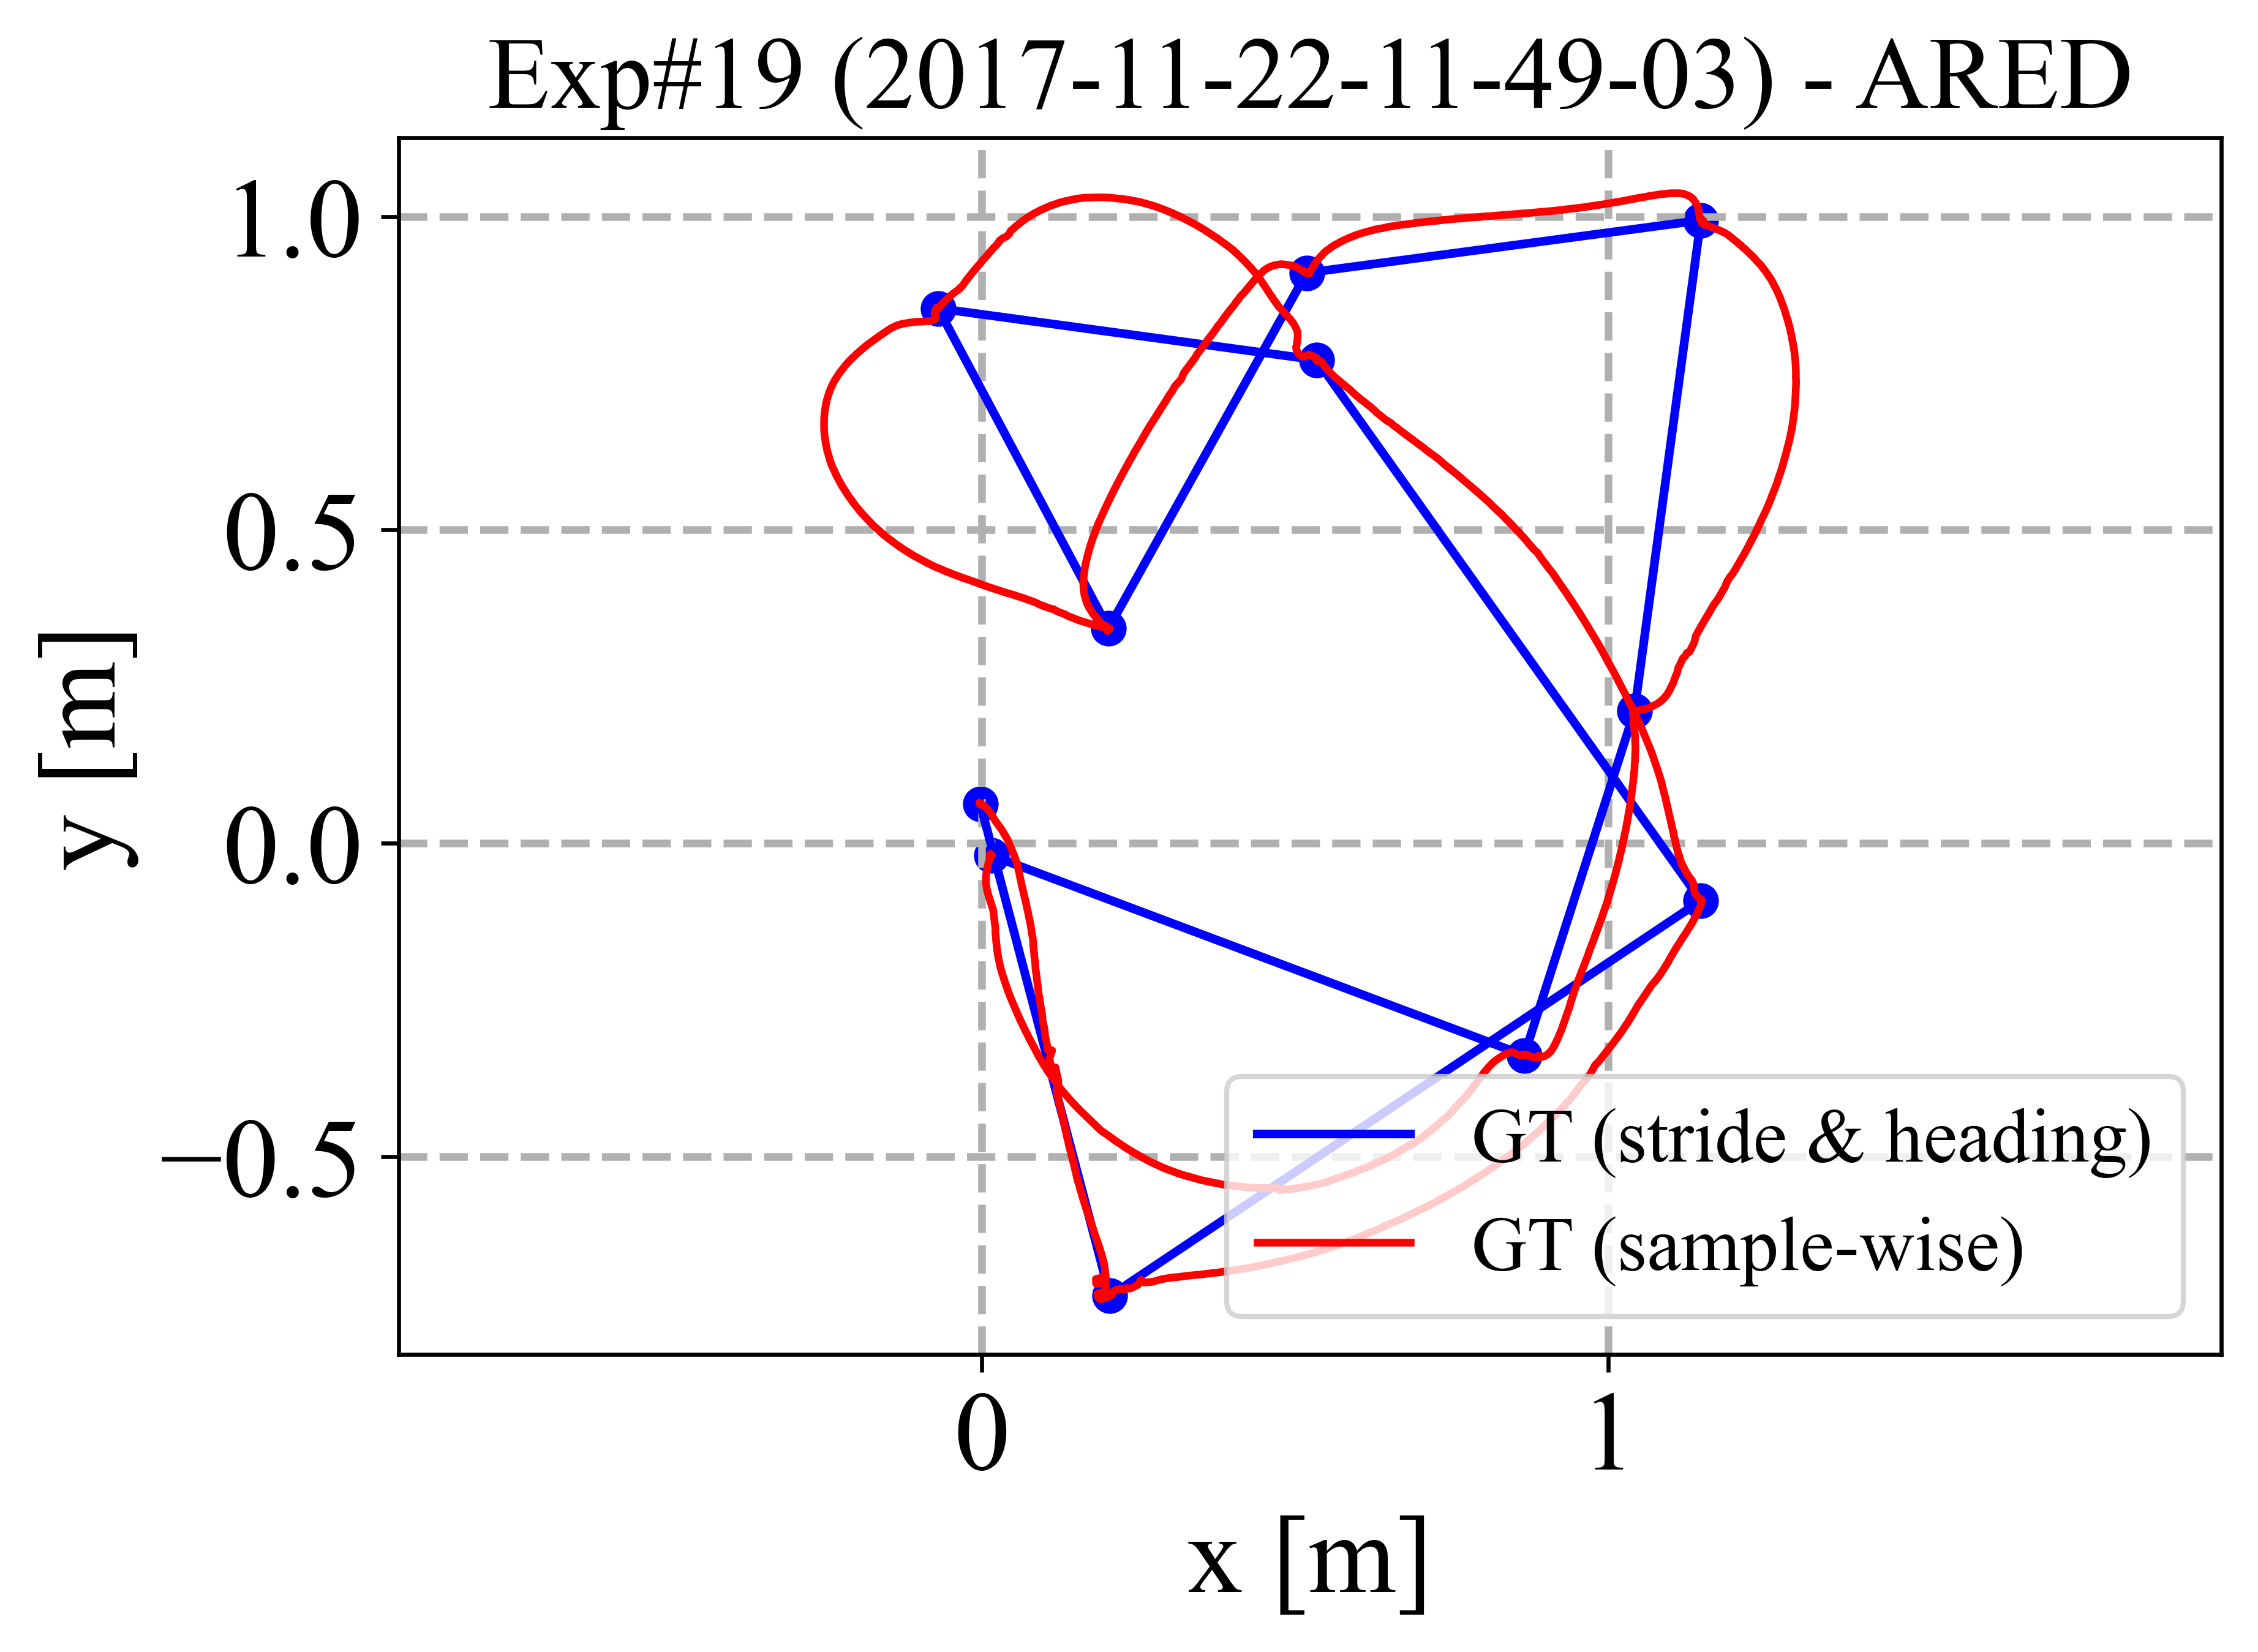 Exp#19 (2017-11-22-11-49-03) - ARED
1.0
0.5
0.0
−0.5
y [m]
0
1
x [m]
GT (stride & heading)
GT (sample-wise)